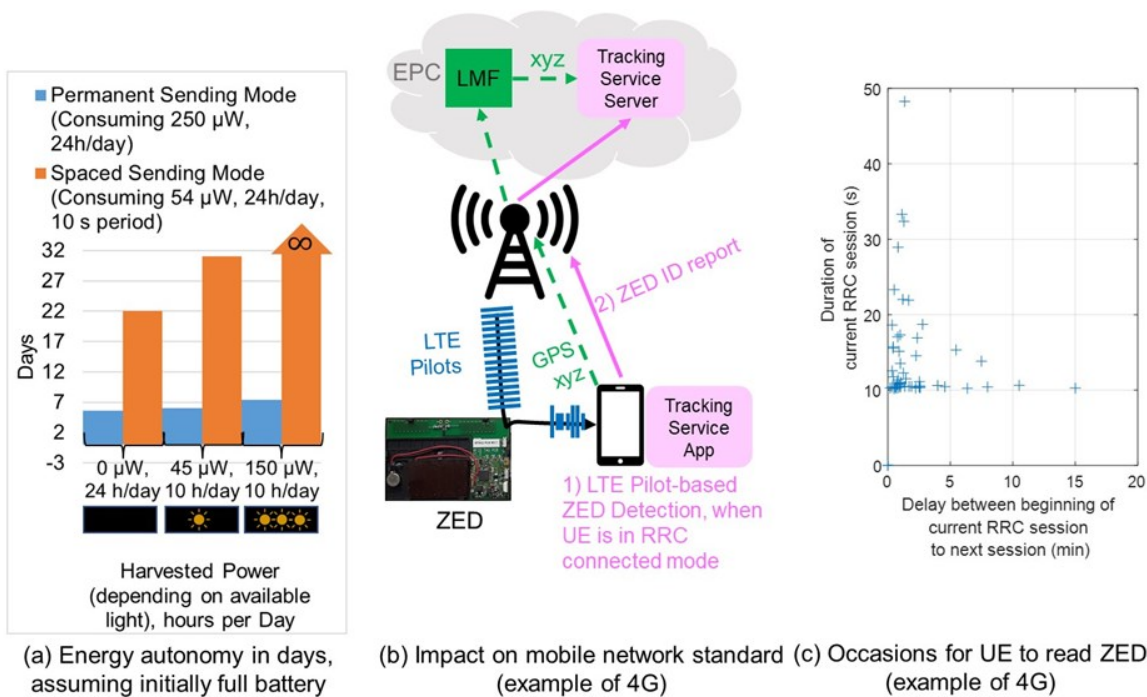 Permanent Sending Mode
(Consuming 250 µW,
24h/day)
Spaced Sending Mode
(Consuming 54 µW, 24h/day,
10 s period)
∞
32
27
22
17
12
7
2
-3
Days
0 µW,
24 h/day
45 µW,
10 h/day
150 µW,
10 h/day
Harvested Power
(depending on available
light), hours per Day
(a) Energy autonomy in days,
assuming initially full battery
EPC
LMF
xyz
Tracking
Service
Server
2) ZED ID report
LTE
Pilots
GPS
xyz
Tracking
Service
App
ZED
1) LTE Pilot-based
ZED Detection, when
UE is in RRC
connected mode
(b) Impact on mobile network standard
(example of 4G)
Duration of
current RRC session (s)
50
40
30
20
10
0
0
5
10
15
20
Delay between beginning of
current RRC session
to next session (min)
(c) Occasions for UE to read ZED
(example of 4G)